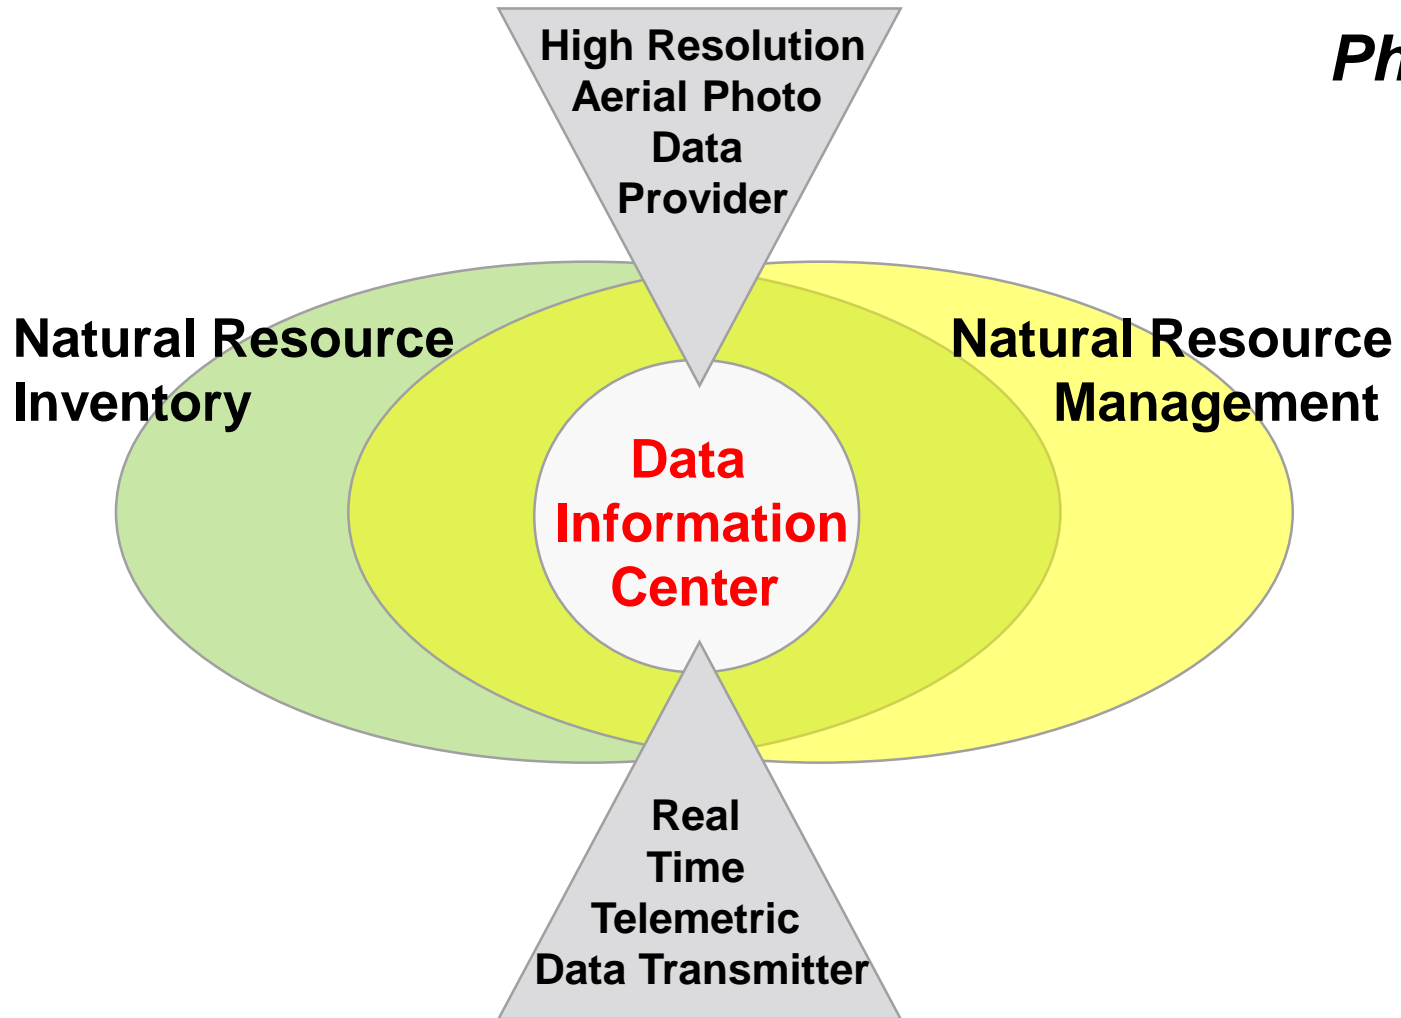 High Resolution
Aerial Photo
Data
Provider
Natural Resource
Inventory
Natural Resource
Management
Data
Information
Center
Real
Time
Telemetric
Data Transmitter